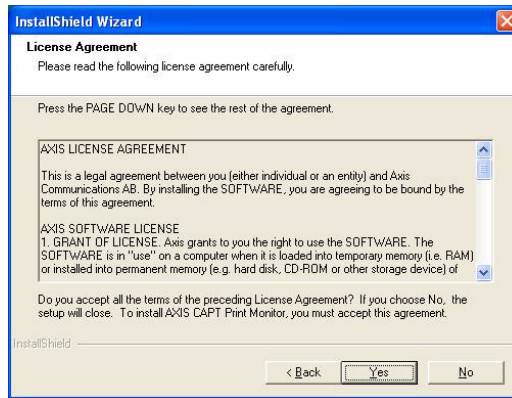 InstallShield Wizard
License Agreement
Please read the following license agreement carefully.
Press the PAGE DOWN key to see the rest of the agreement.
AXIS LICENSE AGREEMENT
This is a legal agreement between you (either individual or an entity) and Axis
Communications AB. By installing the SOFTWARE, you are agreeing to be bound by the
terms of this agreement.
AXIS SOFTWARE LICENSE
1. GRANT OF LICENSE. Axis grants to you the right to use the SOFTWARE. The
SOFTWARE is in "use" on a computer when it is loaded into temporary memory (i.e. RAM)
or installed into permanent memory (e.g. hard disk, CD-ROM or other storage device) of
Do you accept all the terms of the preceding License Agreement? If you choose No, the
setup will close. To install AXIS CAPT Print Monitor, you must accept this agreement.
InstallShield
< Back Yes No